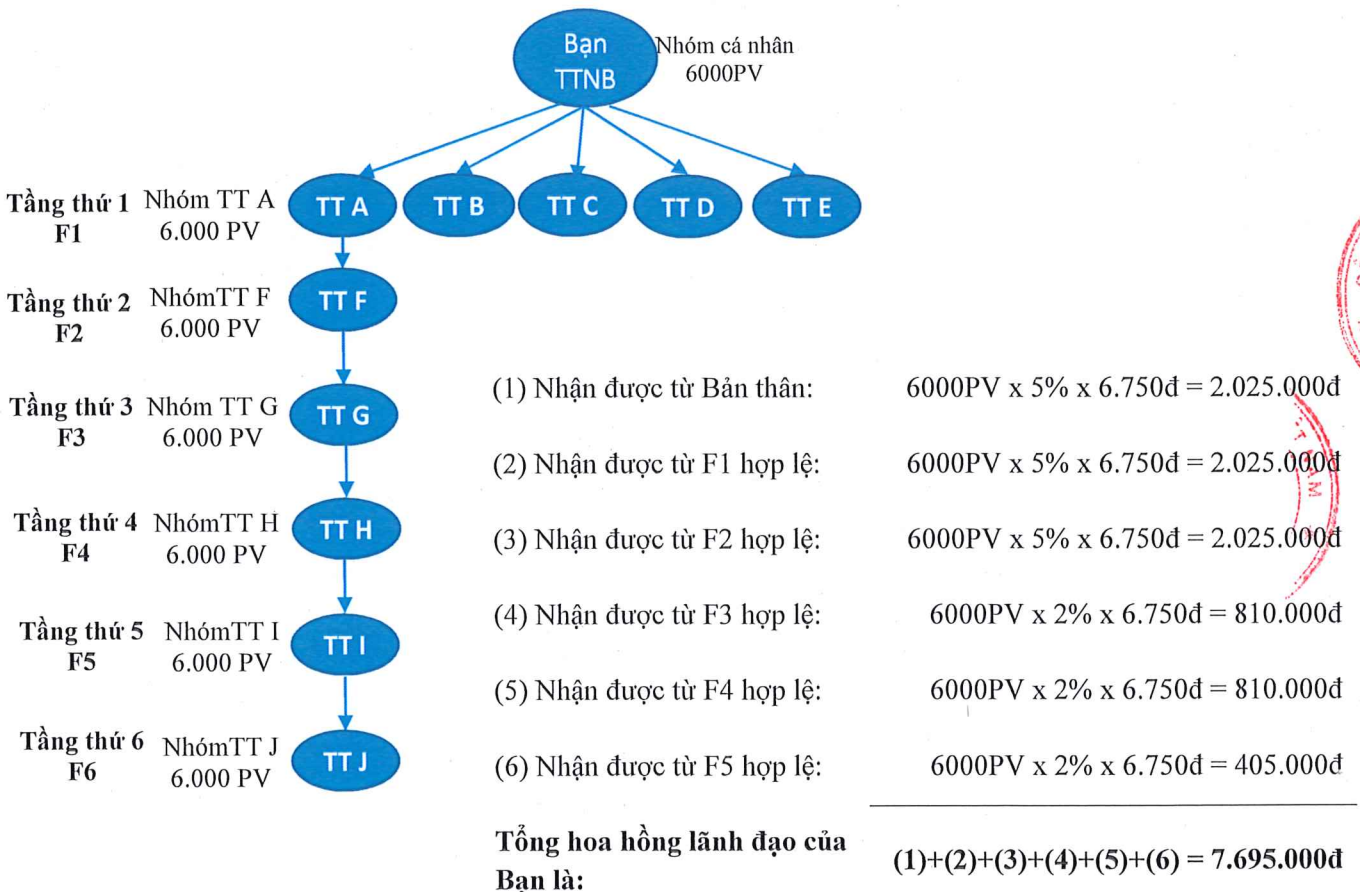 Bạn
TTNB
Nhóm cá nhân
6000PV
Tầng thứ 1
F1
Nhóm TT A
6.000 PV
TT A
TT B
TT C
TT D
TT E
Tầng thứ 2
F2
NhómTT F
6.000 PV
TT F
Tầng thứ 3
F3
Nhóm TT G
6.000 PV
TT G
Tầng thứ 4
F4
NhómTT H
6.000 PV
TT H
Tầng thứ 5
F5
NhómTT I
6.000 PV
TT I
Tầng thứ 6
F6
NhómTT J
6.000 PV
TT J
(1) Nhận được từ Bản thân: 6000PV x 5% x 6.750đ = 2.025.000đ
(2) Nhận được từ F1 hợp lệ: 6000PV x 5% x 6.750đ = 2.025.000đ
(3) Nhận được từ F2 hợp lệ: 6000PV x 5% x 6.750đ = 2.025.000đ
(4) Nhận được từ F3 hợp lệ: 6000PV x 2% x 6.750đ = 810.000đ
(5) Nhận được từ F4 hợp lệ: 6000PV x 2% x 6.750đ = 810.000đ
(6) Nhận được từ F5 hợp lệ: 6000PV x 2% x 6.750đ = 405.000đ
Tổng hoa hồng lãnh đạo của
Bạn là:
(1)+(2)+(3)+(4)+(5)+(6) = 7.695.000đ